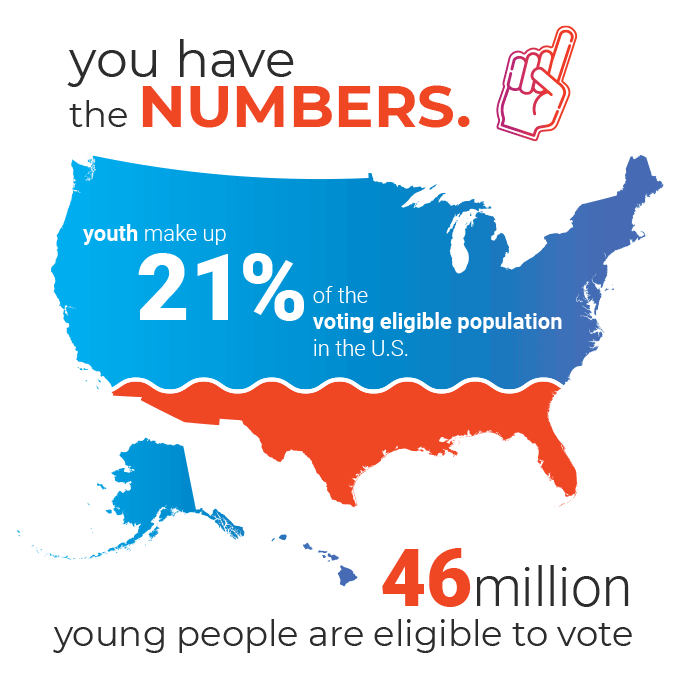 you have
the NUMBERS.
youth make up
21%
of the
voting eligible population
in the U.S.
46million
young people are eligible to vote